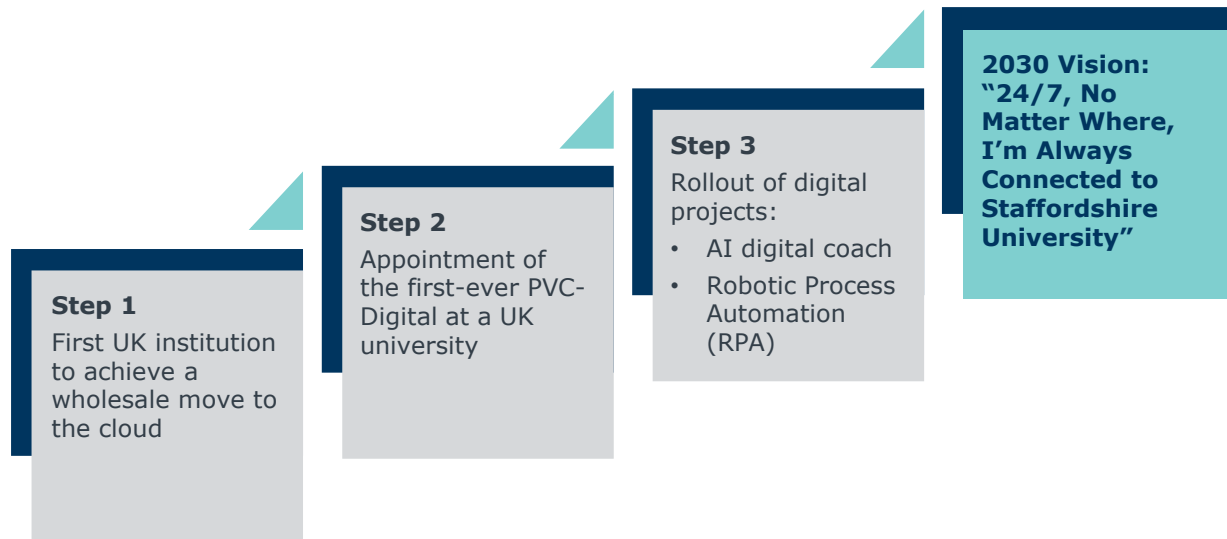 Step 1
First UK institution
to achieve a
wholesale move to
the cloud
Step 2
Appointment of
the first-ever PVC-
Digital at a UK
university
Step 3
Rollout of digital
projects:
• AI digital coach
• Robotic Process
Automation
(RPA)
2030 Vision:
“24/7, No
Matter Where,
I’m Always
Connected to
Staffordshire
University”